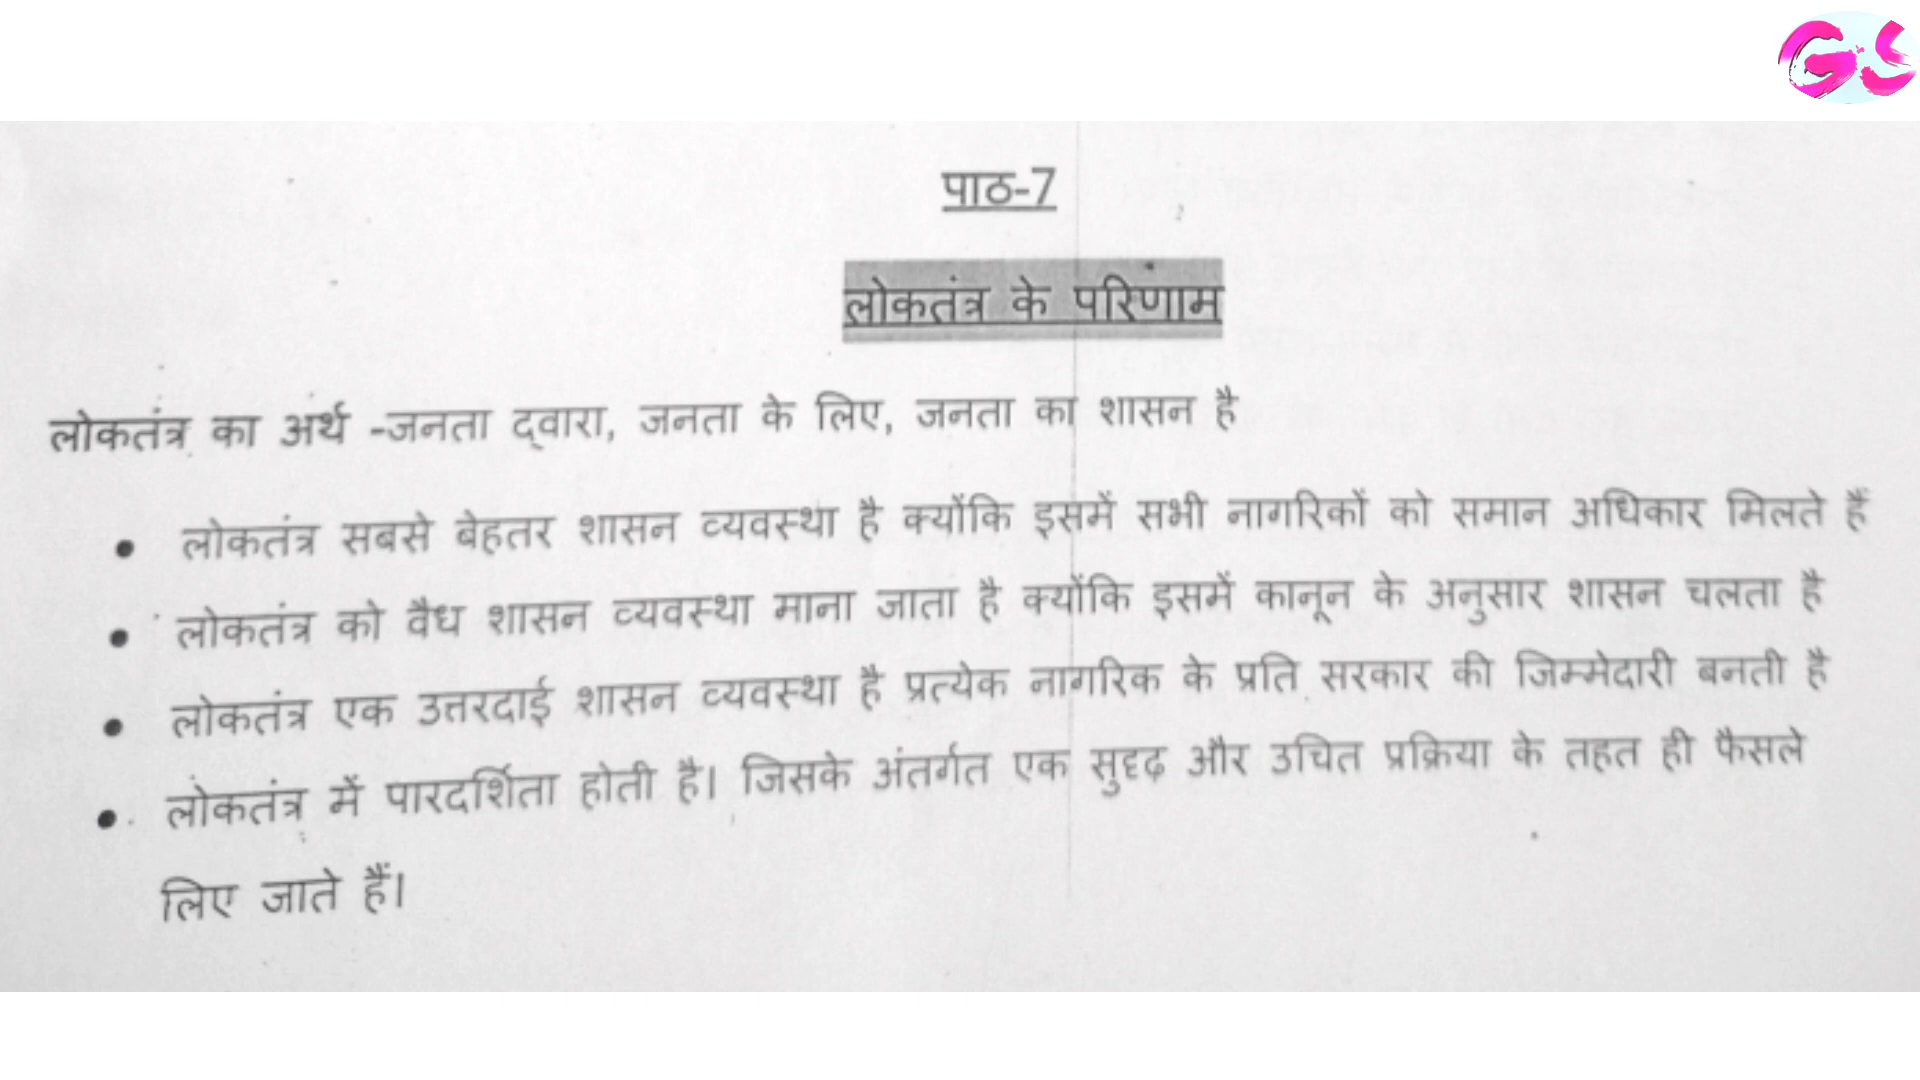 GS
पाठ-7
लोकतंत्र के परिणाम
लोकतंत्र का अर्थ -जनता द्वारा, जनता के लिए, जनता का शासन है
• लोकतंत्र सबसे बेहतर शासन व्यवस्था है क्योंकि इसमें सभी नागरिकों को समान अधिकार मिलते हैं
• लोकतंत्र को वैध शासन व्यवस्था माना जाता है क्योंकि इसमें कानून के अनुसार शासन चलता है
• लोकतंत्र एक उत्तरदाई शासन व्यवस्था है प्रत्येक नागरिक के प्रति सरकार की जिम्मेदारी बनती है
• लोकतंत्र में पारदर्शिता होती है। जिसके अंतर्गत एक सुदृढ़ और उचित प्रक्रिया के तहत ही फैसले
लिए जाते हैं।